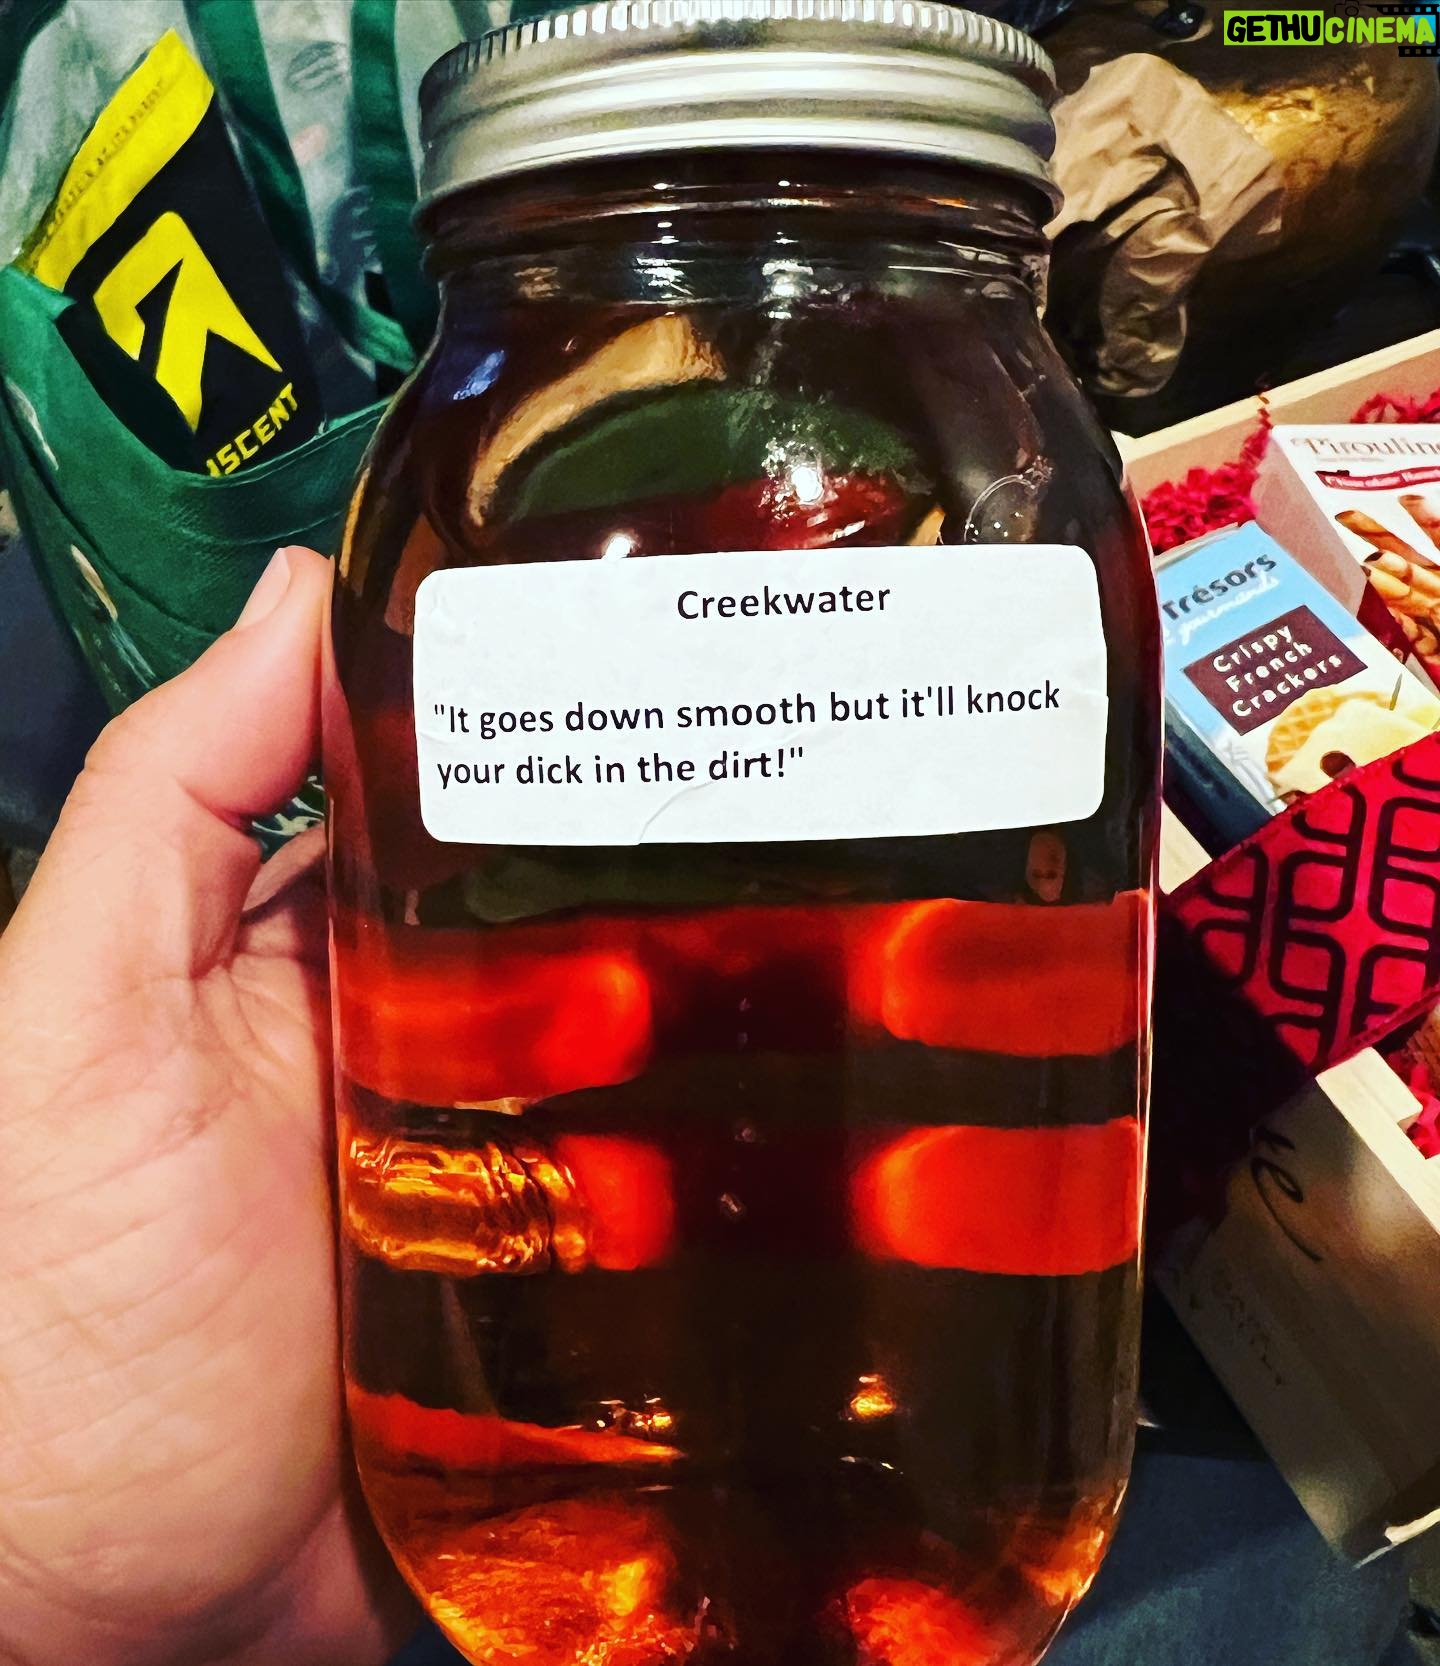 GETHUCINEMA
Creekwater
"It goes down smooth but it'll knock
your dick in the dirt!"
Trésors
gourmands
Crispy
French
Crackers